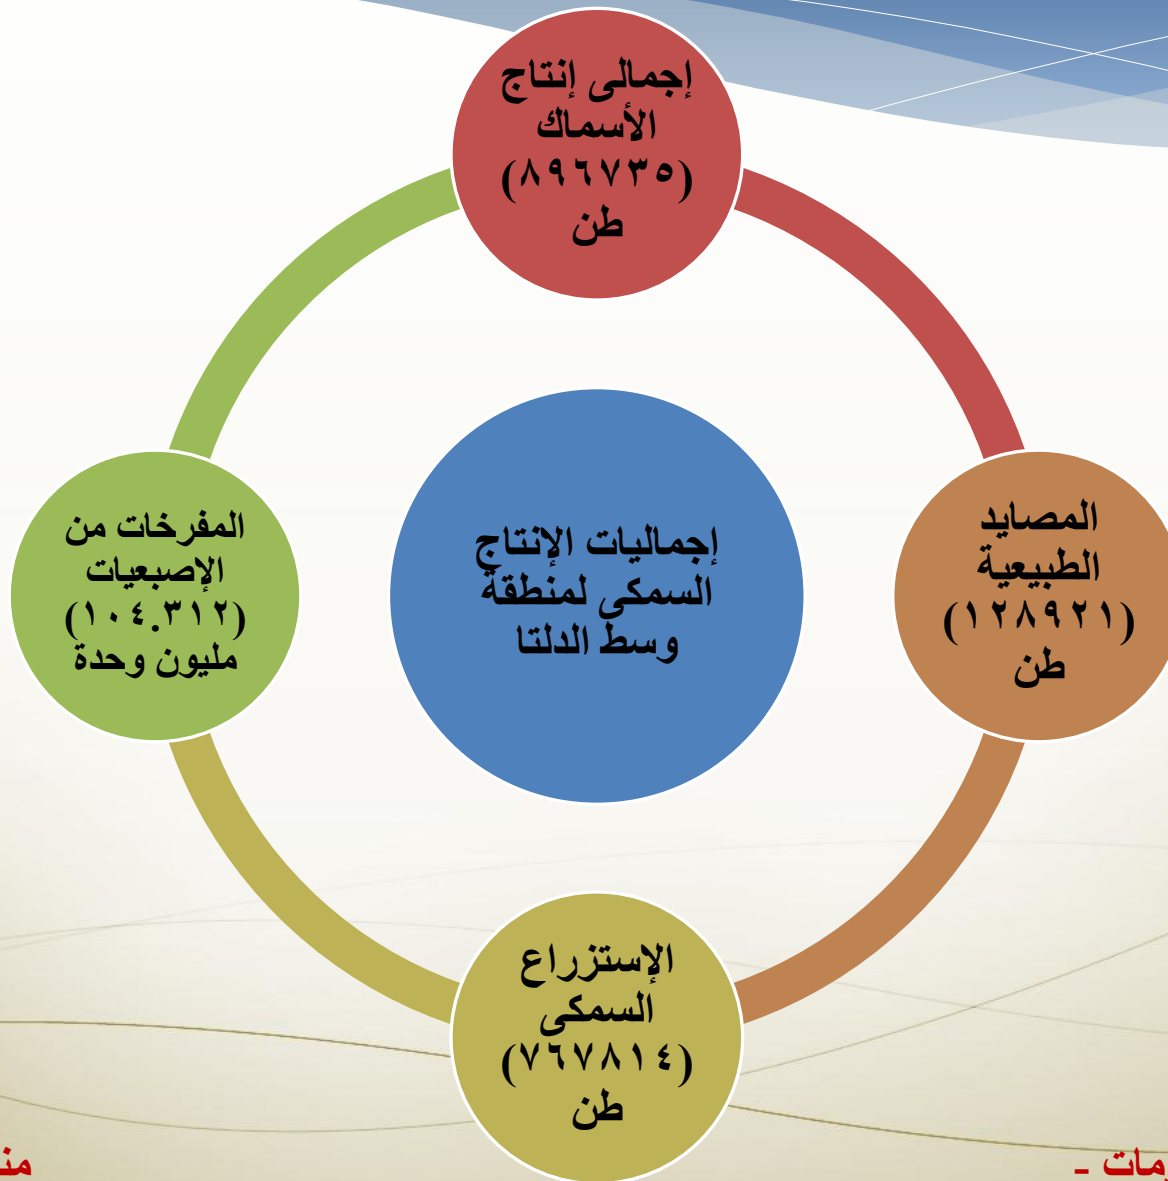 إجمالى إنتاج
الأسماك
(٨٩٦٧٣٥)
طن
المصايد
الطبيعية
(١٢٨٩٢١)
طن
الإستزراع
السمكى
(٧٦٧٨١٤)
طن
المفرخات من
الإصبعيات
(١٠٤.٣١٢)
مليون وحدة
إجماليات الإنتاج
السمكى لمنطقة
وسط الدلتا